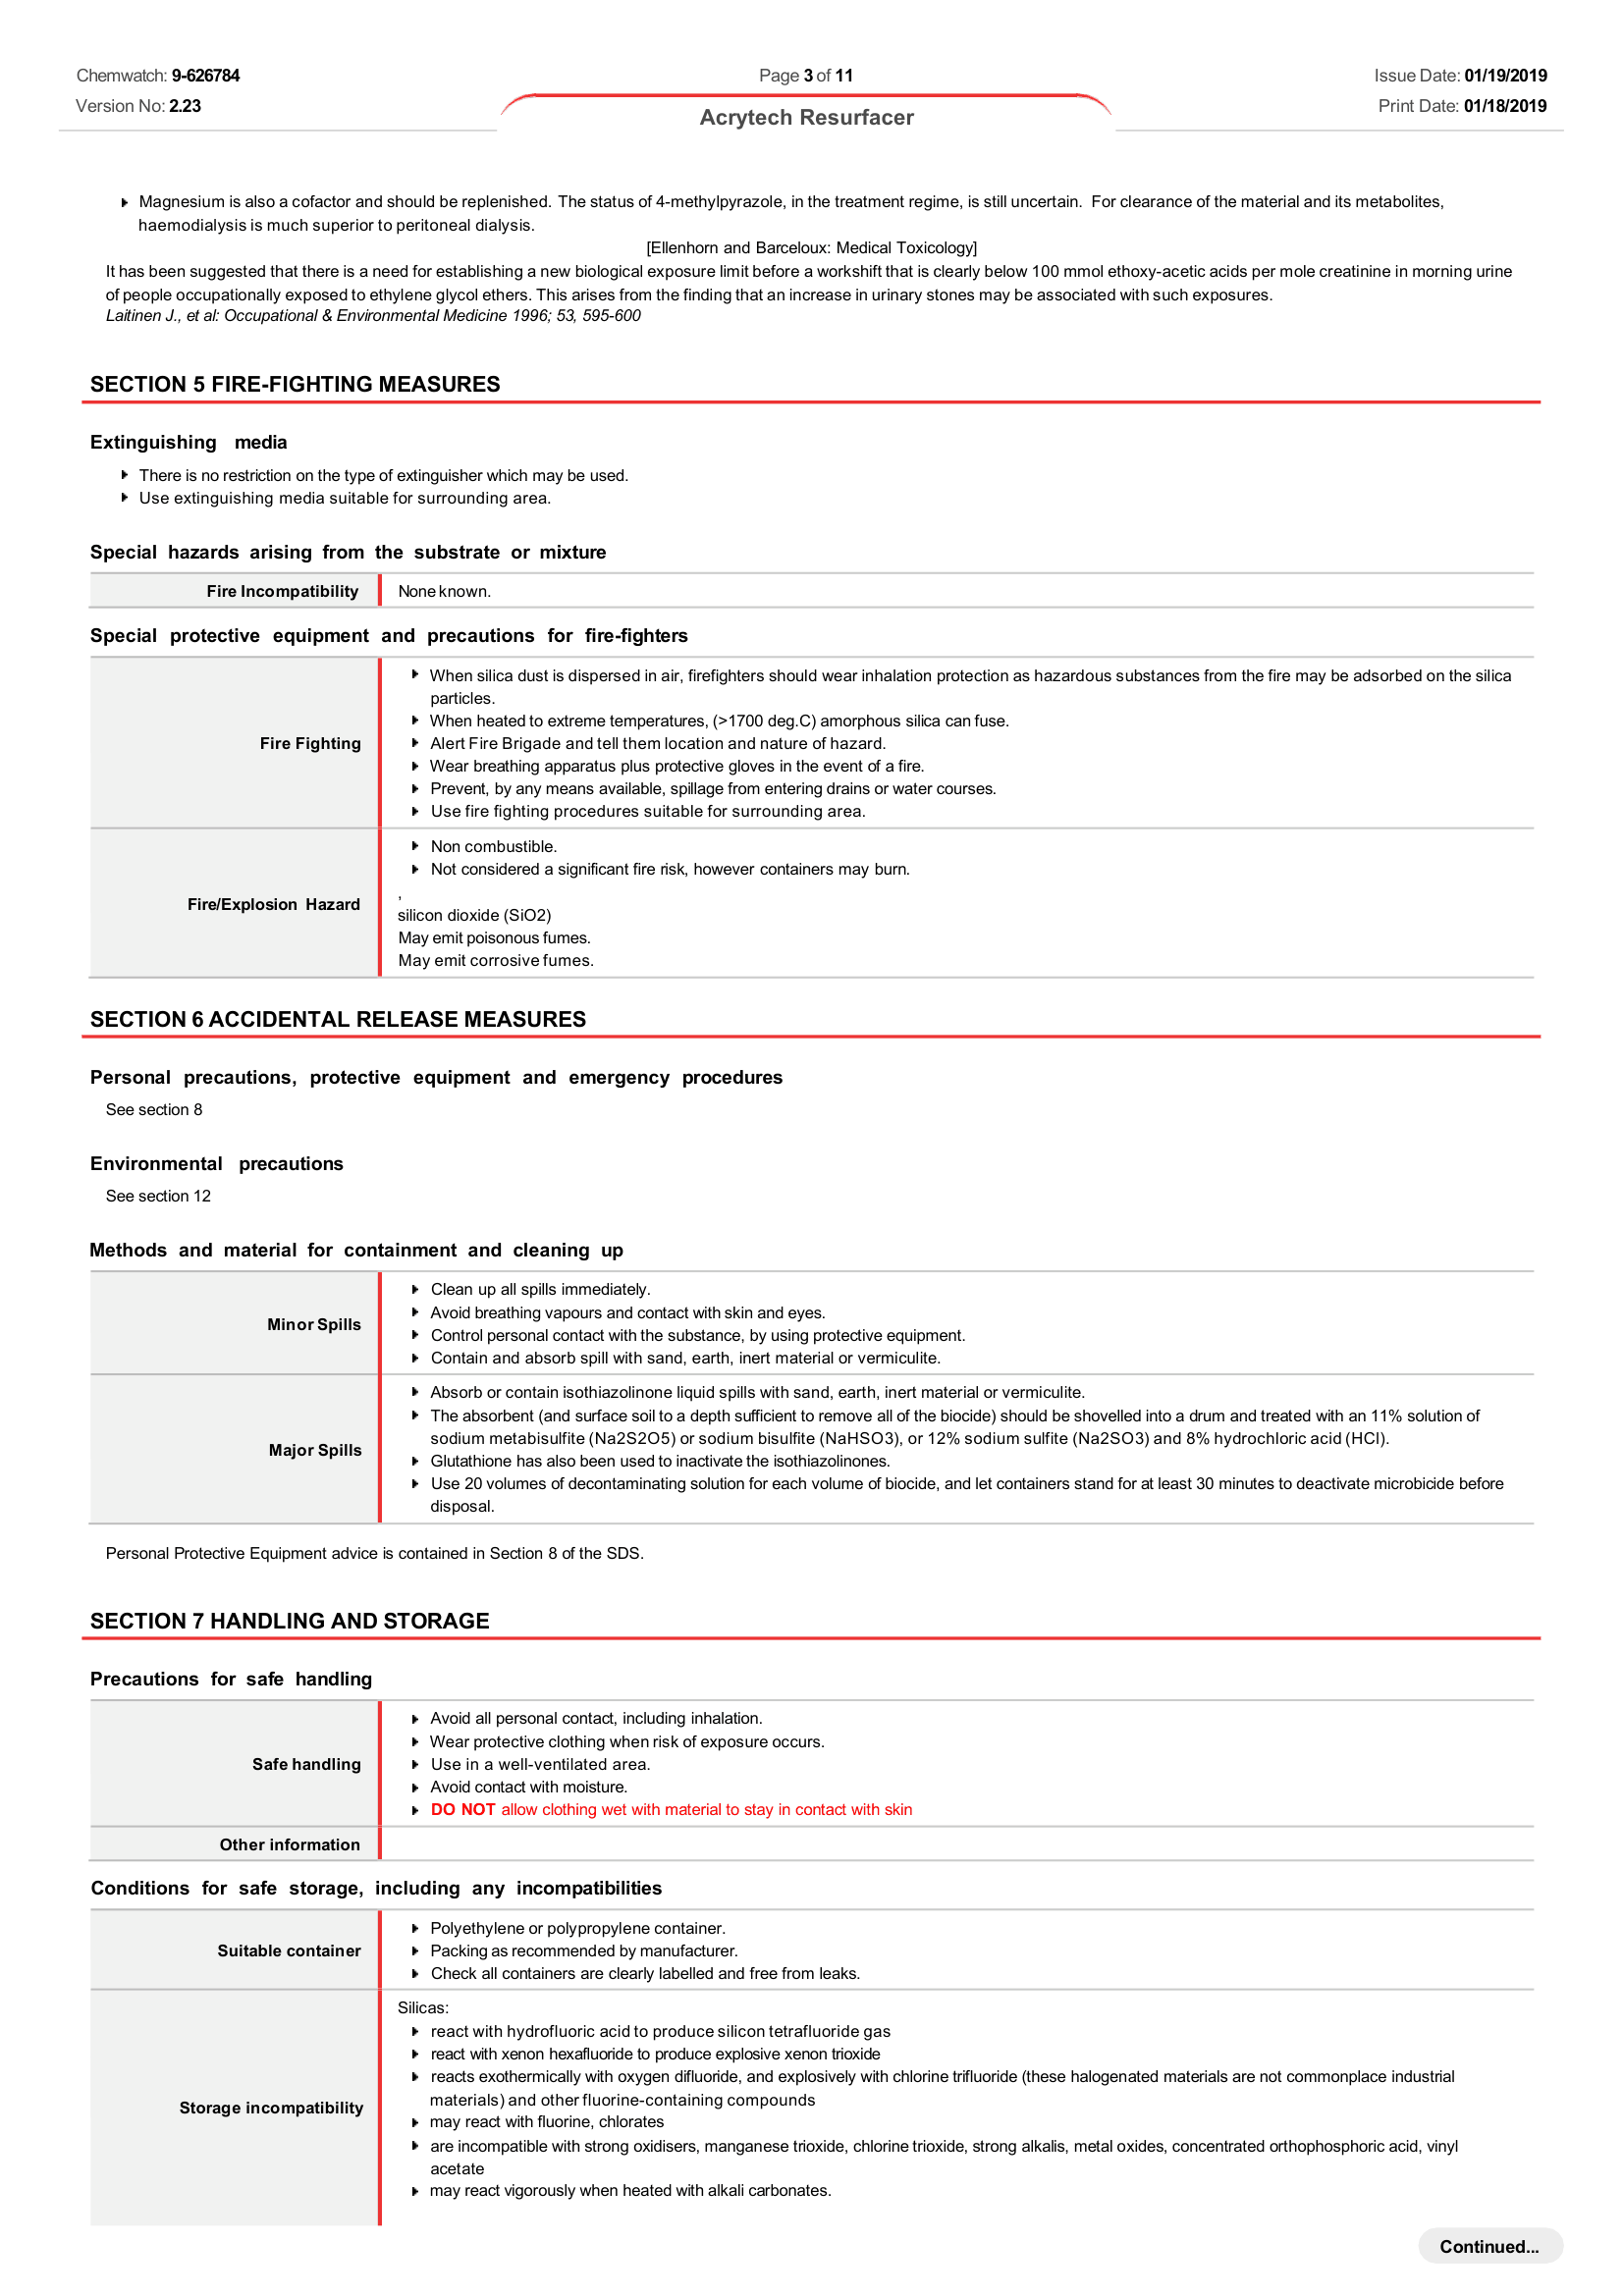 Chemwatch: 9-626784
Page 3 of 11
Issue Date: 01/19/2019
Version No: 2.23
Acrytech Resurfacer
Print Date: 01/18/2019
Magnesium is also a cofactor and should be replenished. The status of 4-methylpyrazole, in the treatment regime, is still uncertain. For clearance of the material and its metabolites,
haemodialysis is much superior to peritoneal dialysis.
[Ellenhorn and Barceloux: Medical Toxicology]
It has been suggested that there is a need for establishing a new biological exposure limit before a workshift that is clearly below 100 mmol ethoxy-acetic acids per mole creatinine in morning urine
of people occupationally exposed to ethylene glycol ethers. This arises from the finding that an increase in urinary stones may be associated with such exposures.
Laitinen J., et al: Occupational & Environmental Medicine 1996; 53, 595-600
SECTION 5 FIRE-FIGHTING MEASURES
Extinguishing media
There is no restriction on the type of extinguisher which may be used.
Use extinguishing media suitable for surrounding area.
Special hazards arising from the substrate or mixture
Fire Incompatibility
None known.
Special protective equipment and precautions for fire-fighters
Fire Fighting
When silica dust is dispersed in air, firefighters should wear inhalation protection as hazardous substances from the fire may be adsorbed on the silica
particles.
When heated to extreme temperatures, (>1700 deg.C) amorphous silica can fuse.
Alert Fire Brigade and tell them location and nature of hazard.
Wear breathing apparatus plus protective gloves in the event of a fire.
Prevent, by any means available, spillage from entering drains or water courses.
Use fire fighting procedures suitable for surrounding area.
Fire/Explosion Hazard
Non combustible.
Not considered a significant fire risk, however containers may burn.
,
silicon dioxide (SiO2)
May emit poisonous fumes.
May emit corrosive fumes.
SECTION 6 ACCIDENTAL RELEASE MEASURES
Personal precautions, protective equipment and emergency procedures
See section 8
Environmental precautions
See section 12
Methods and material for containment and cleaning up
Minor Spills
Clean up all spills immediately.
Avoid breathing vapours and contact with skin and eyes.
Control personal contact with the substance, by using protective equipment.
Contain and absorb spill with sand, earth, inert material or vermiculite.
Major Spills
Absorb or contain isothiazolinone liquid spills with sand, earth, inert material or vermiculite.
The absorbent (and surface soil to a depth sufficient to remove all of the biocide) should be shovelled into a drum and treated with an 11% solution of
sodium metabisulfite (Na2S2O5) or sodium bisulfite (NaHSO3), or 12% sodium sulfite (Na2SO3) and 8% hydrochloric acid (HCl).
Glutathione has also been used to inactivate the isothiazolinones.
Use 20 volumes of decontaminating solution for each volume of biocide, and let containers stand for at least 30 minutes to deactivate microbicide before
disposal.
Personal Protective Equipment advice is contained in Section 8 of the SDS.
SECTION 7 HANDLING AND STORAGE
Precautions for safe handling
Safe handling
Avoid all personal contact, including inhalation.
Wear protective clothing when risk of exposure occurs.
Use in a well-ventilated area.
Avoid contact with moisture.
DO NOT allow clothing wet with material to stay in contact with skin
Other information
Conditions for safe storage, including any incompatibilities
Suitable container
Polyethylene or polypropylene container.
Packing as recommended by manufacturer.
Check all containers are clearly labelled and free from leaks.
Storage incompatibility
Silicas:
react with hydrofluoric acid to produce silicon tetrafluoride gas
react with xenon hexafluoride to produce explosive xenon trioxide
reacts exothermically with oxygen difluoride, and explosively with chlorine trifluoride (these halogenated materials are not commonplace industrial
materials) and other fluorine-containing compounds
may react with fluorine, chlorates
are incompatible with strong oxidisers, manganese trioxide, chlorine trioxide, strong alkalis, metal oxides, concentrated orthophosphoric acid, vinyl
acetate
may react vigorously when heated with alkali carbonates.
Continued...